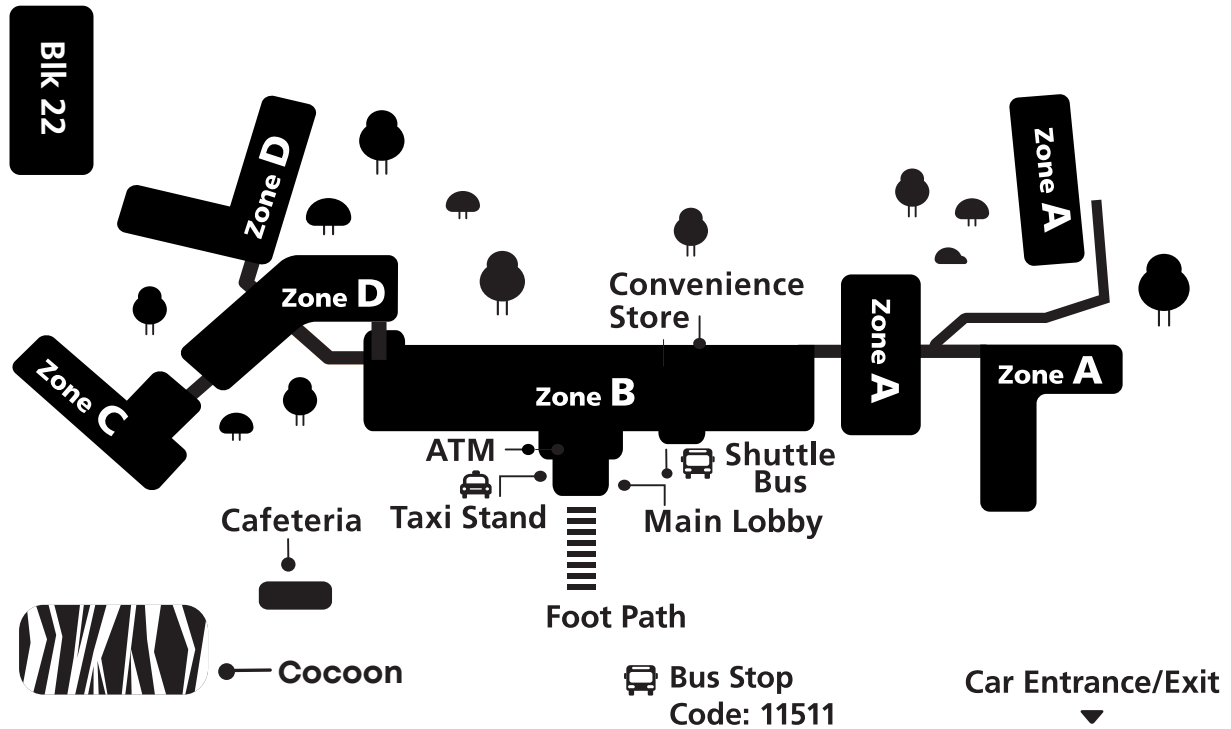 Blk 22
Zone D
Zone A
Zone D
Convenience
Store
Zone A
Zone A
Zone C
Zone B
ATM
Shuttle
Bus
Taxi Stand
Main Lobby
Cafeteria
Foot Path
Cocoon
Bus Stop
Code: 11511
Car Entrance/Exit